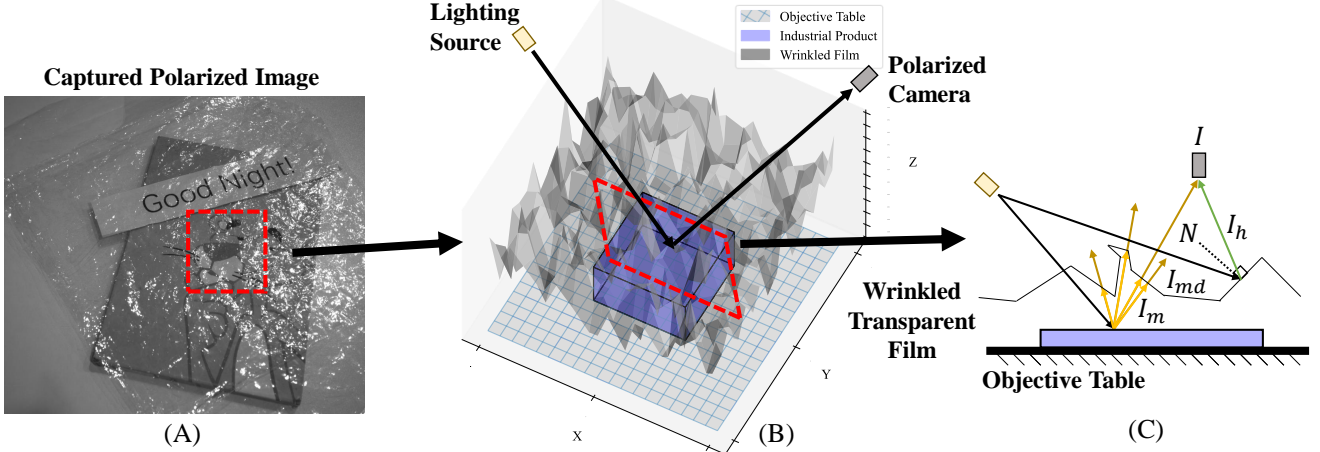 Captured Polarized Image
Good Night!
(A)
Lighting
Source
Objective Table
Industrial Product
Wrinkled Film
Polarized
Camera
Z
Y
X
(B)
Wrinkled
Transparent
Film
I
I_h
N
I_md
I_m
Objective Table
(C)